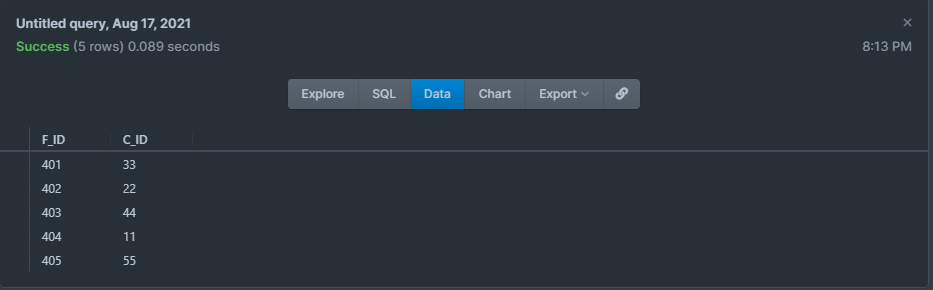 Untitled query, Aug 17, 2021
Success (5 rows) 0.089 seconds 8:13 PM
Explore SQL Data Chart Export
F_ID C_ID
401 33
402 22
403 44
404 11
405 55